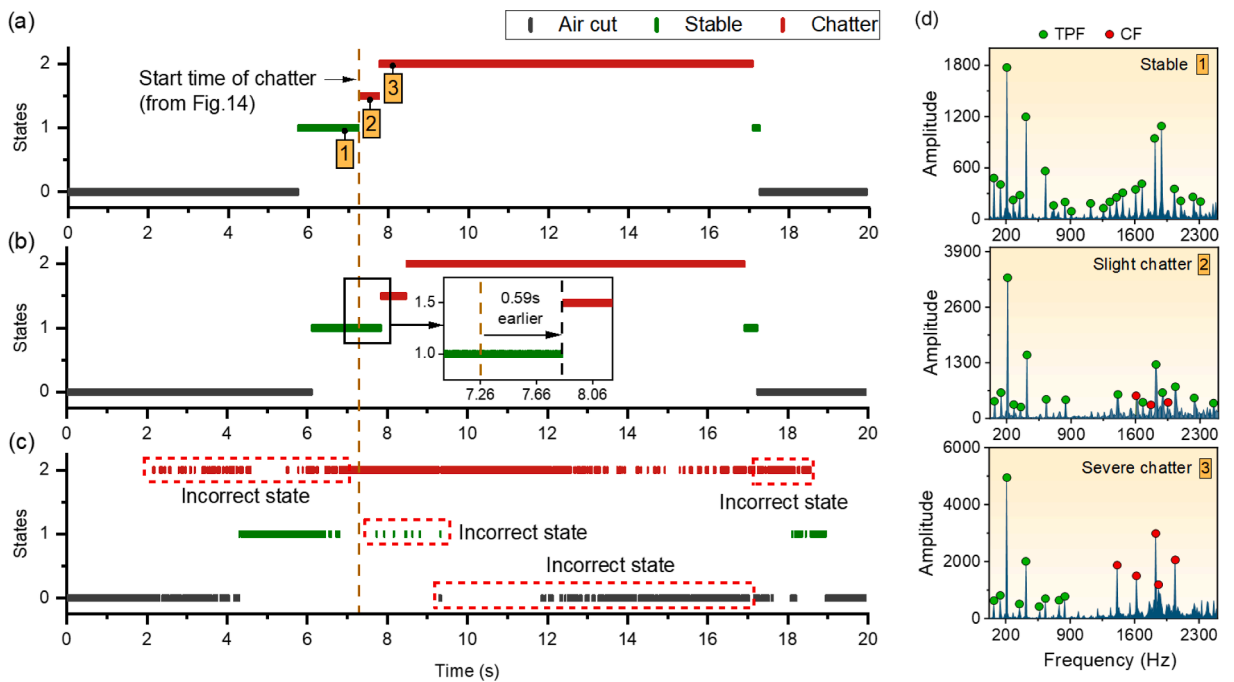 (a)
Air cut Stable Chatter
States
2
1
0
Start time of chatter
(from Fig.14)
1
2
3
0 2 4 6 8 10 12 14 16 18 20
(b)
States
2
1
0
1.5
1.0
0.59s
earlier
7.26 7.66 8.06
0 2 4 6 8 10 12 14 16 18 20
(c)
States
2
1
0
Incorrect state
Incorrect state
Incorrect state
Incorrect state
0 2 4 6 8 10 12 14 16 18 20
Time (s)
(d)
TPF CF
Stable 1
Amplitude
1800
1200
600
0
200 900 1600 2300
Slight chatter 2
Amplitude
3900
2600
1300
0
200 900 1600 2300
Severe chatter 3
Amplitude
6000
4000
2000
0
200 900 1600 2300
Frequency (Hz)